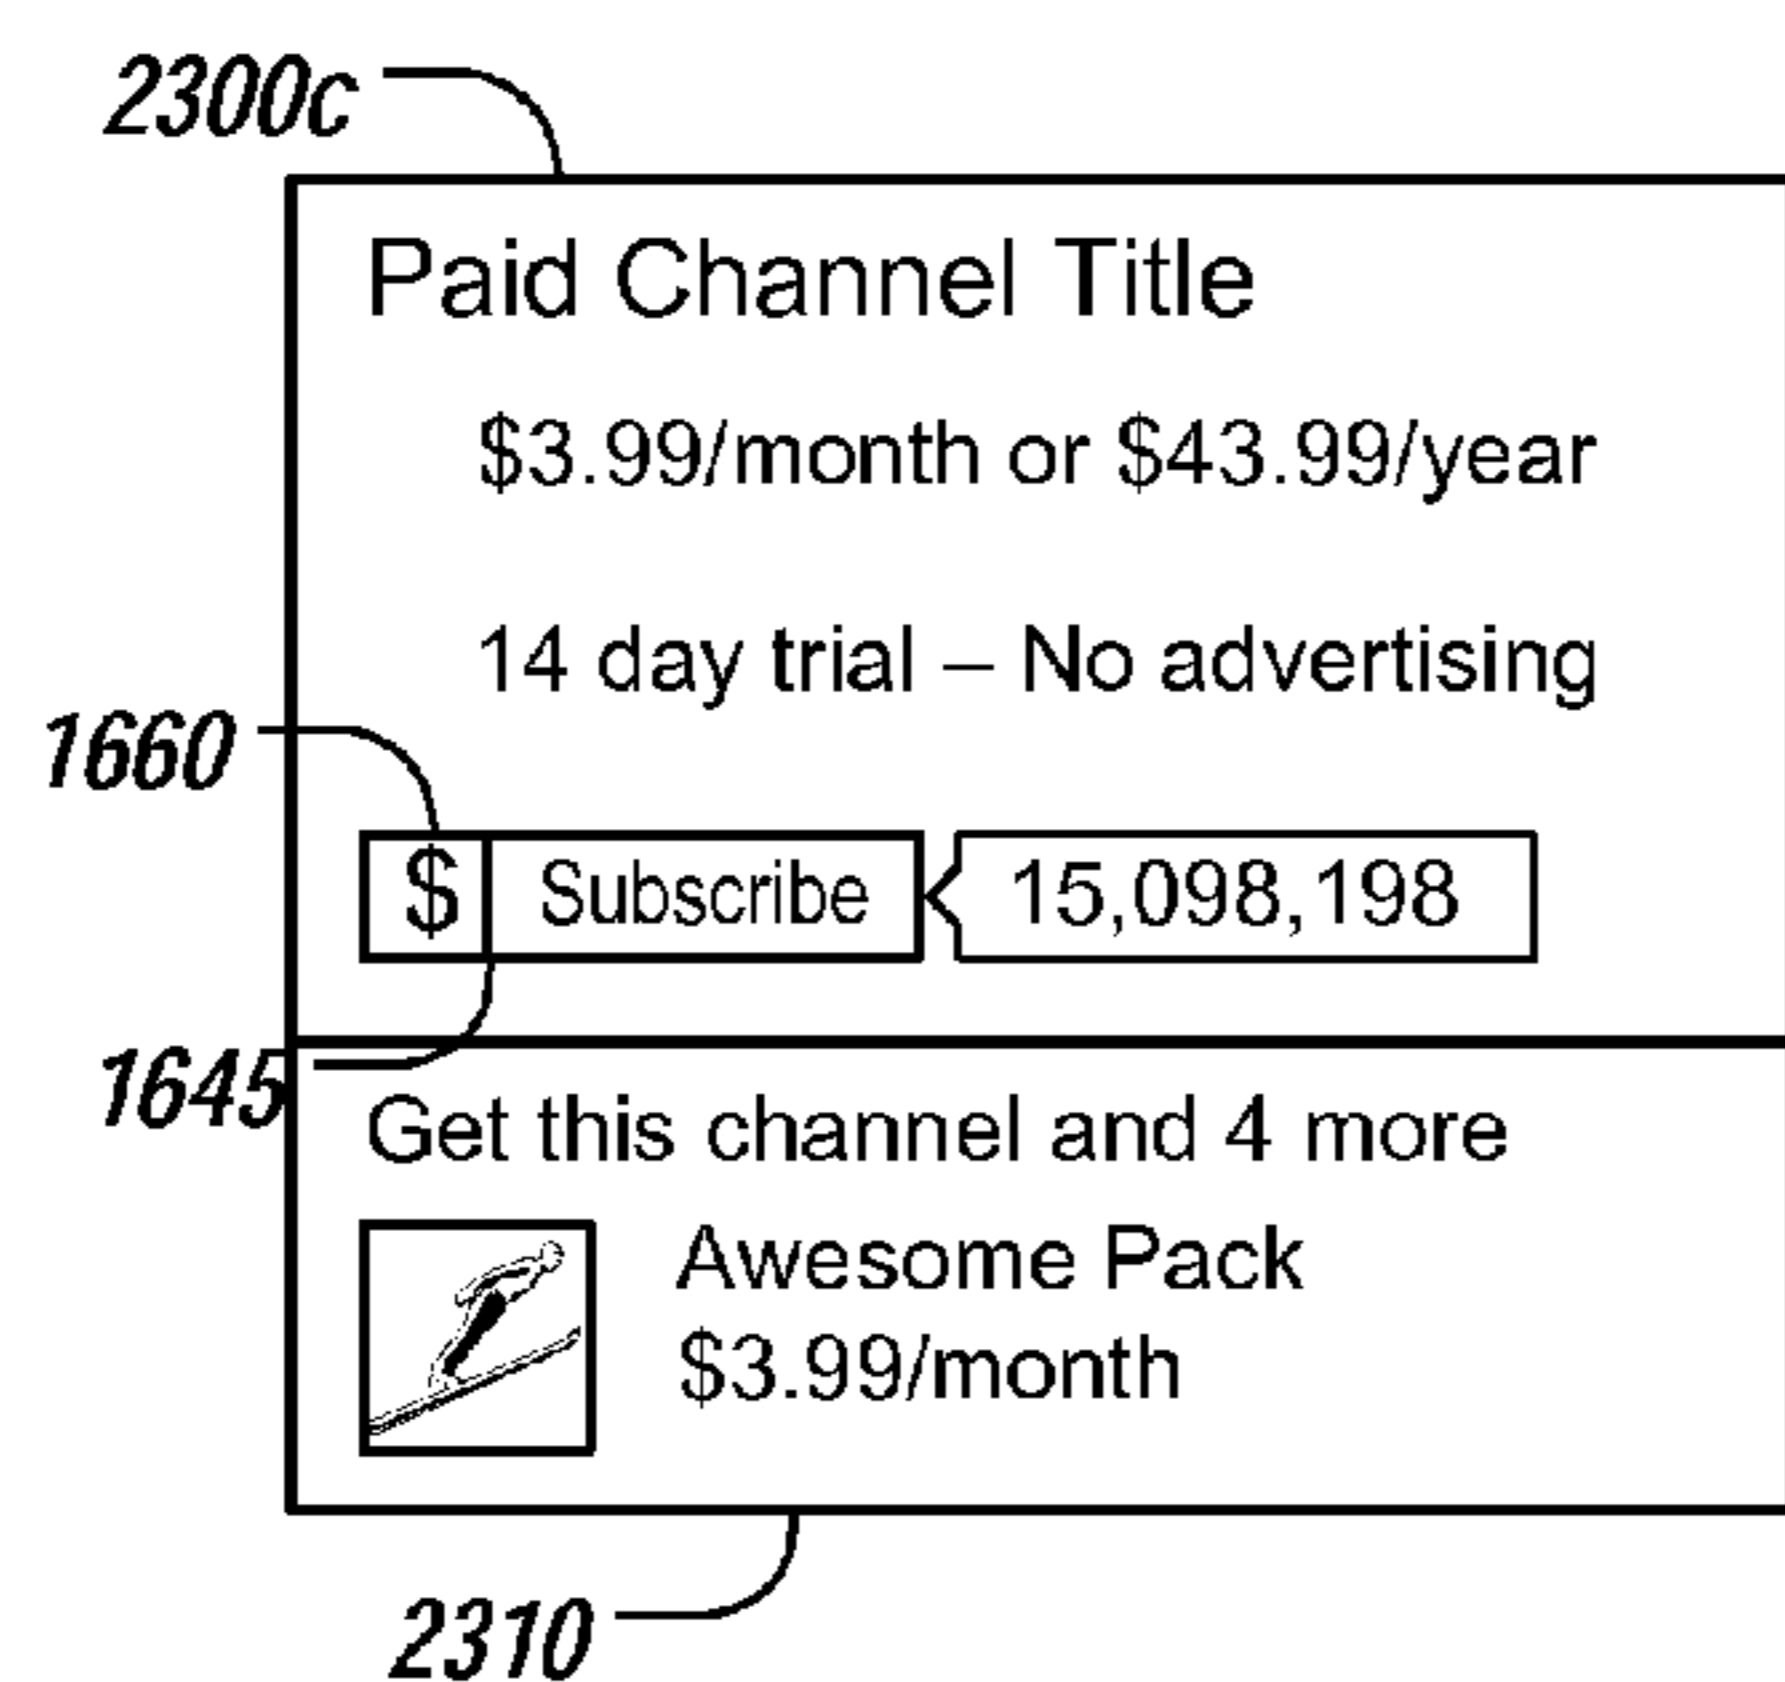 2300c
Paid Channel Title
$3.99/month or $43.99/year
14 day trial – No advertising
1660
$ Subscribe 15,098,198
1645
Get this channel and 4 more
Awesome Pack
$3.99/month
2310